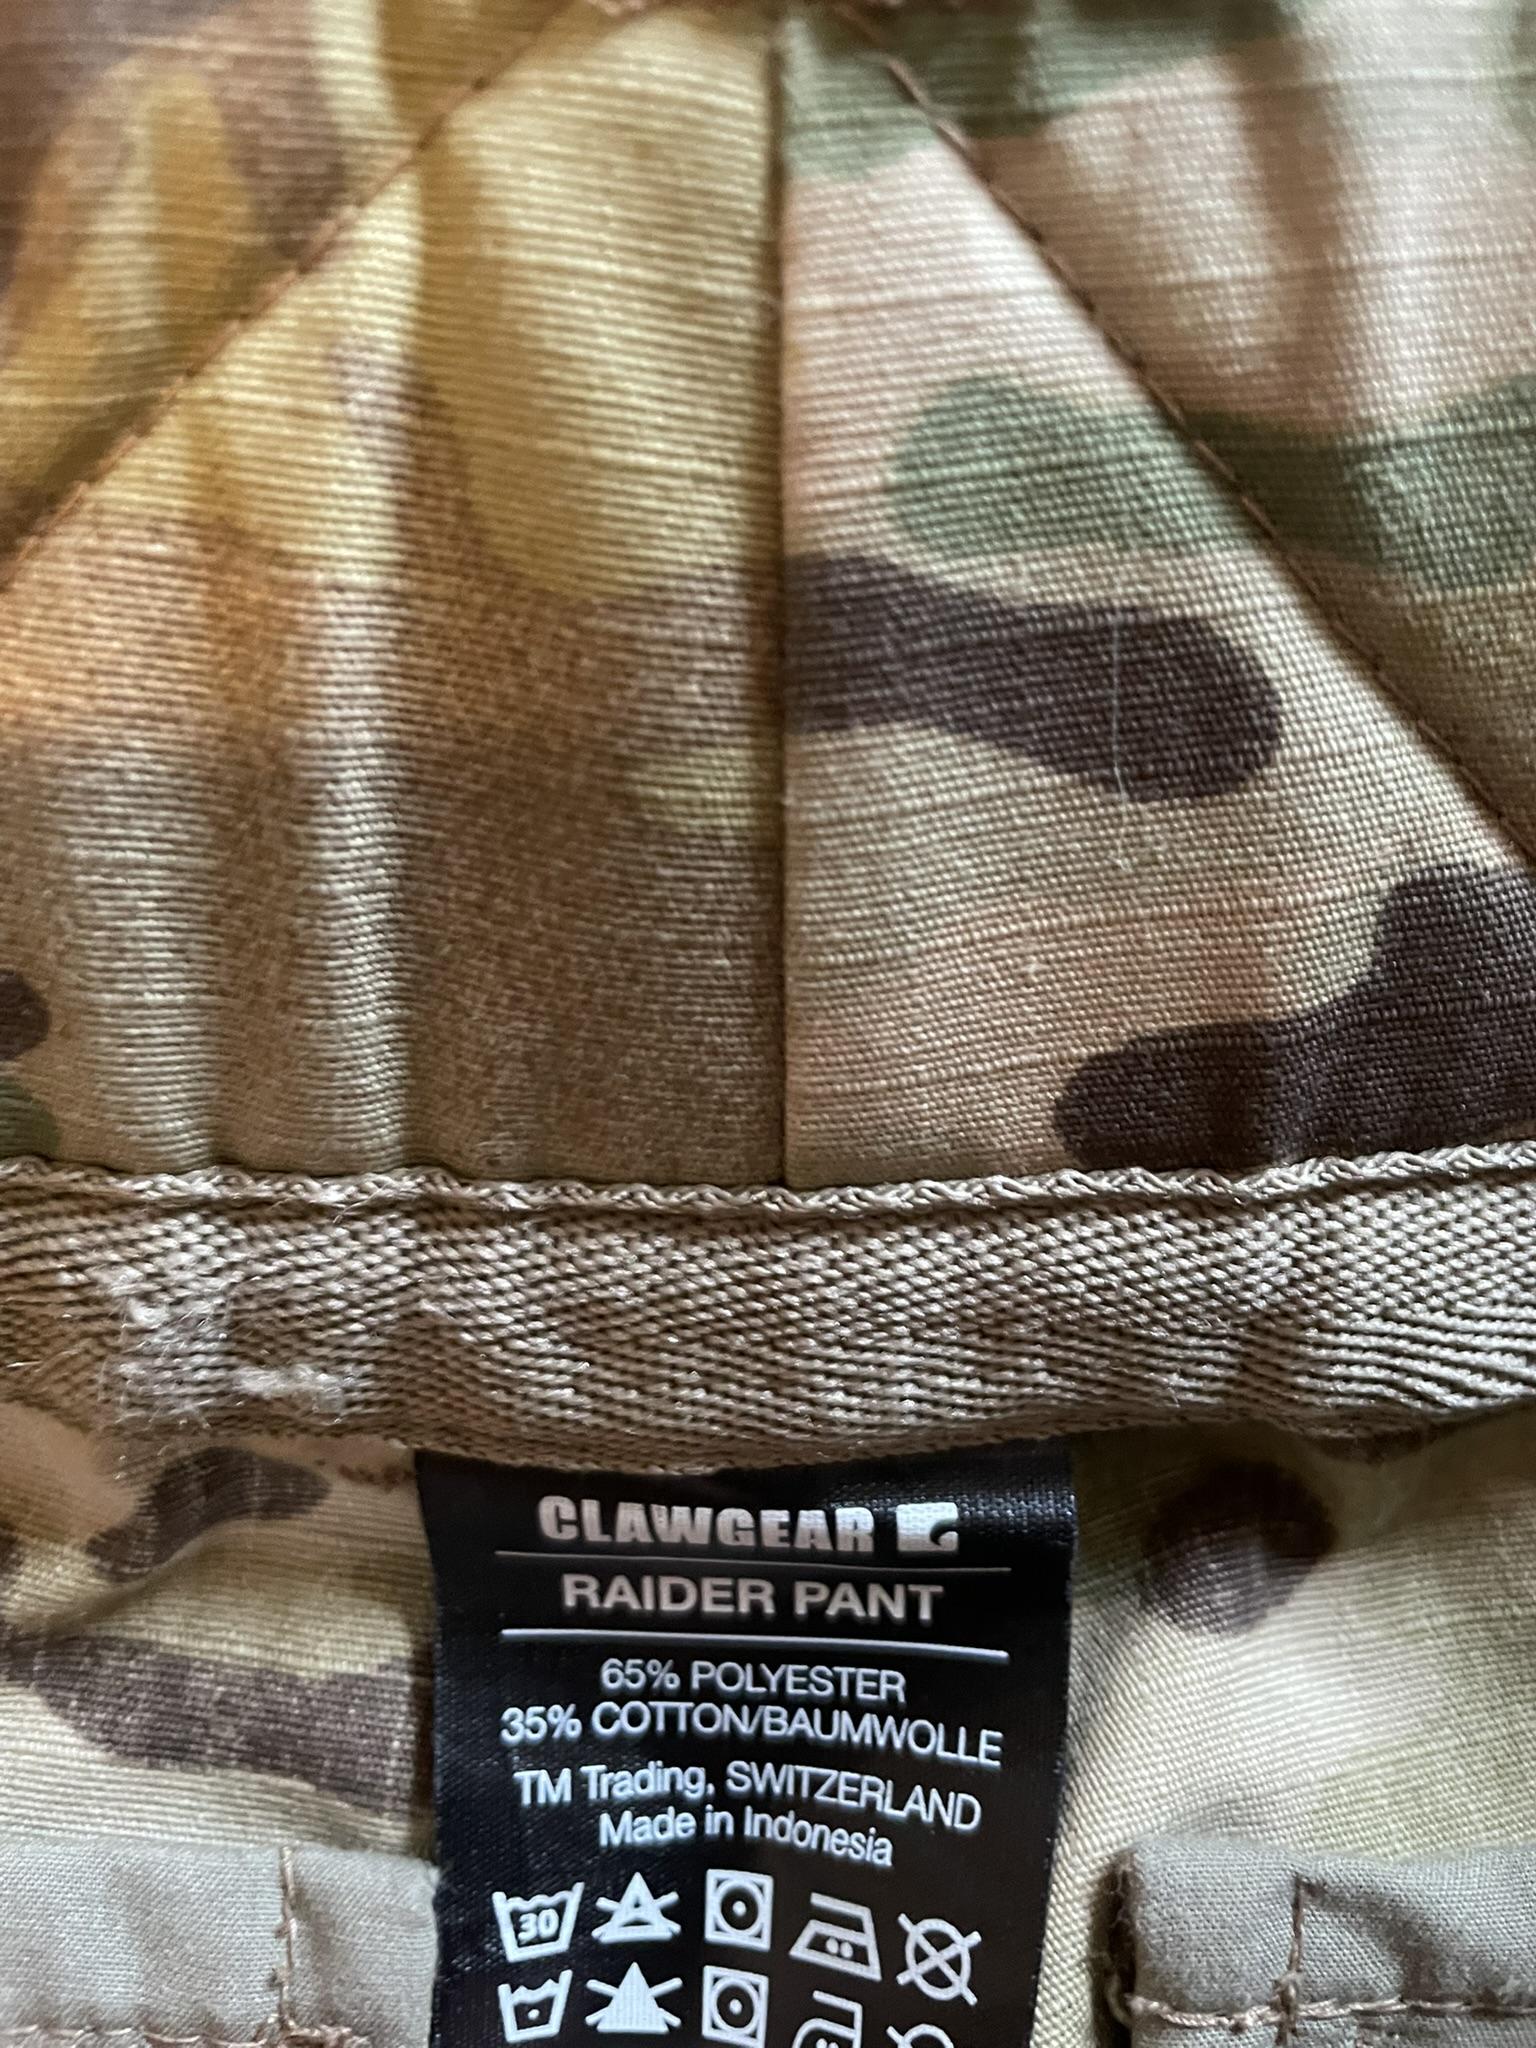 CLAWGEAR
RAIDER PANT
65% POLYESTER
35% COTTON/BAUMWOLLE
TM Trading, SWITZERLAND
Made in Indonesia
30